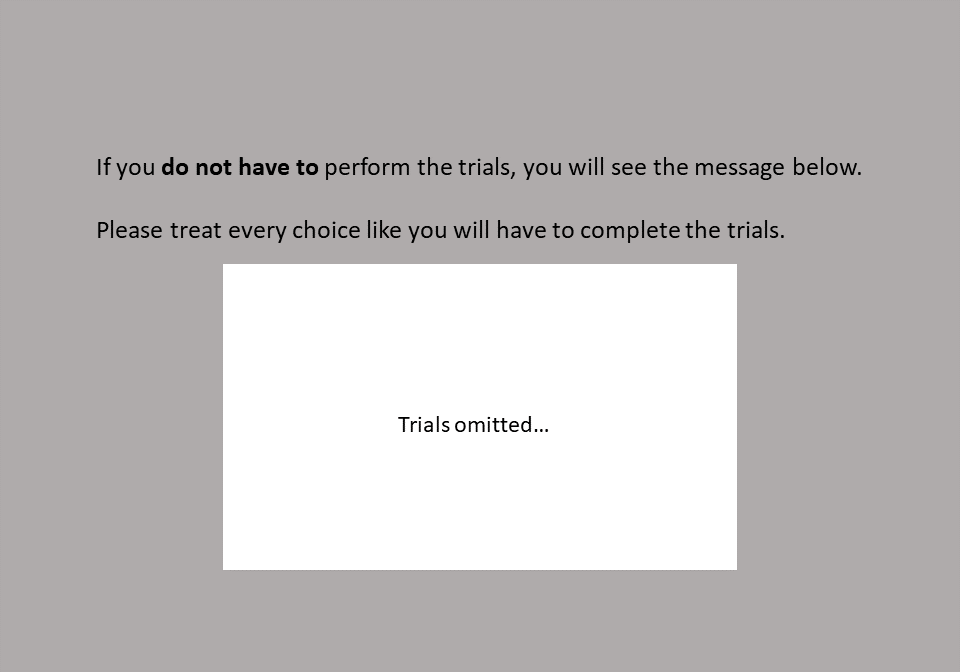 If you do not have to perform the trials, you will see the message below.
Please treat every choice like you will have to complete the trials.
Trials omitted...